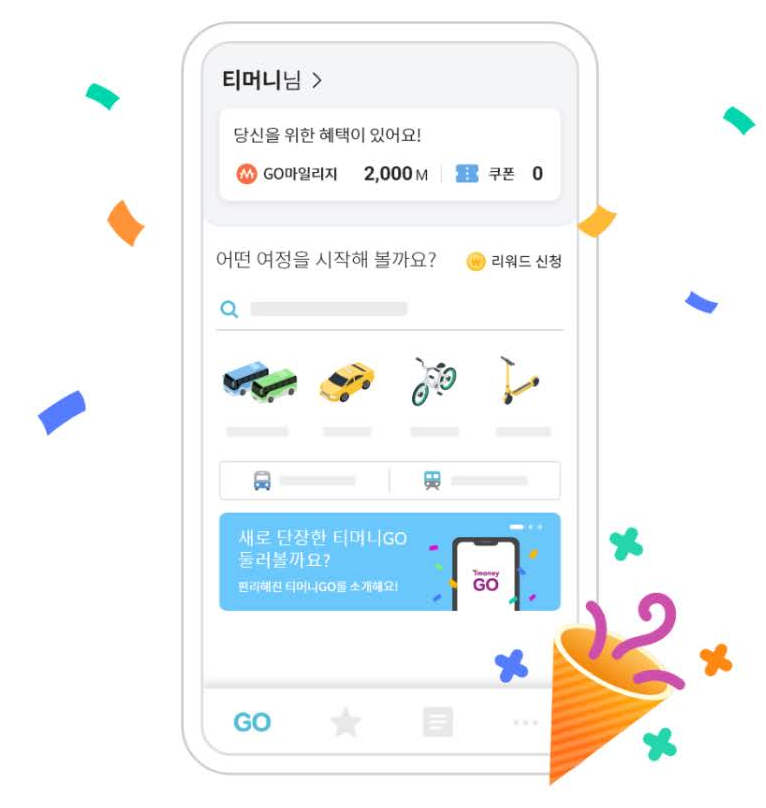 티머니님 >
당신을 위한 혜택이 있어요!
GO마일리지 2,000 M 쿠폰 0
어떤 여정을 시작해 볼까요? 리워드 신청
새로 단장한 티머니GO
둘러볼까요?
편리해진 티머니GO를 소개해요!
Tmoney
GO
GO